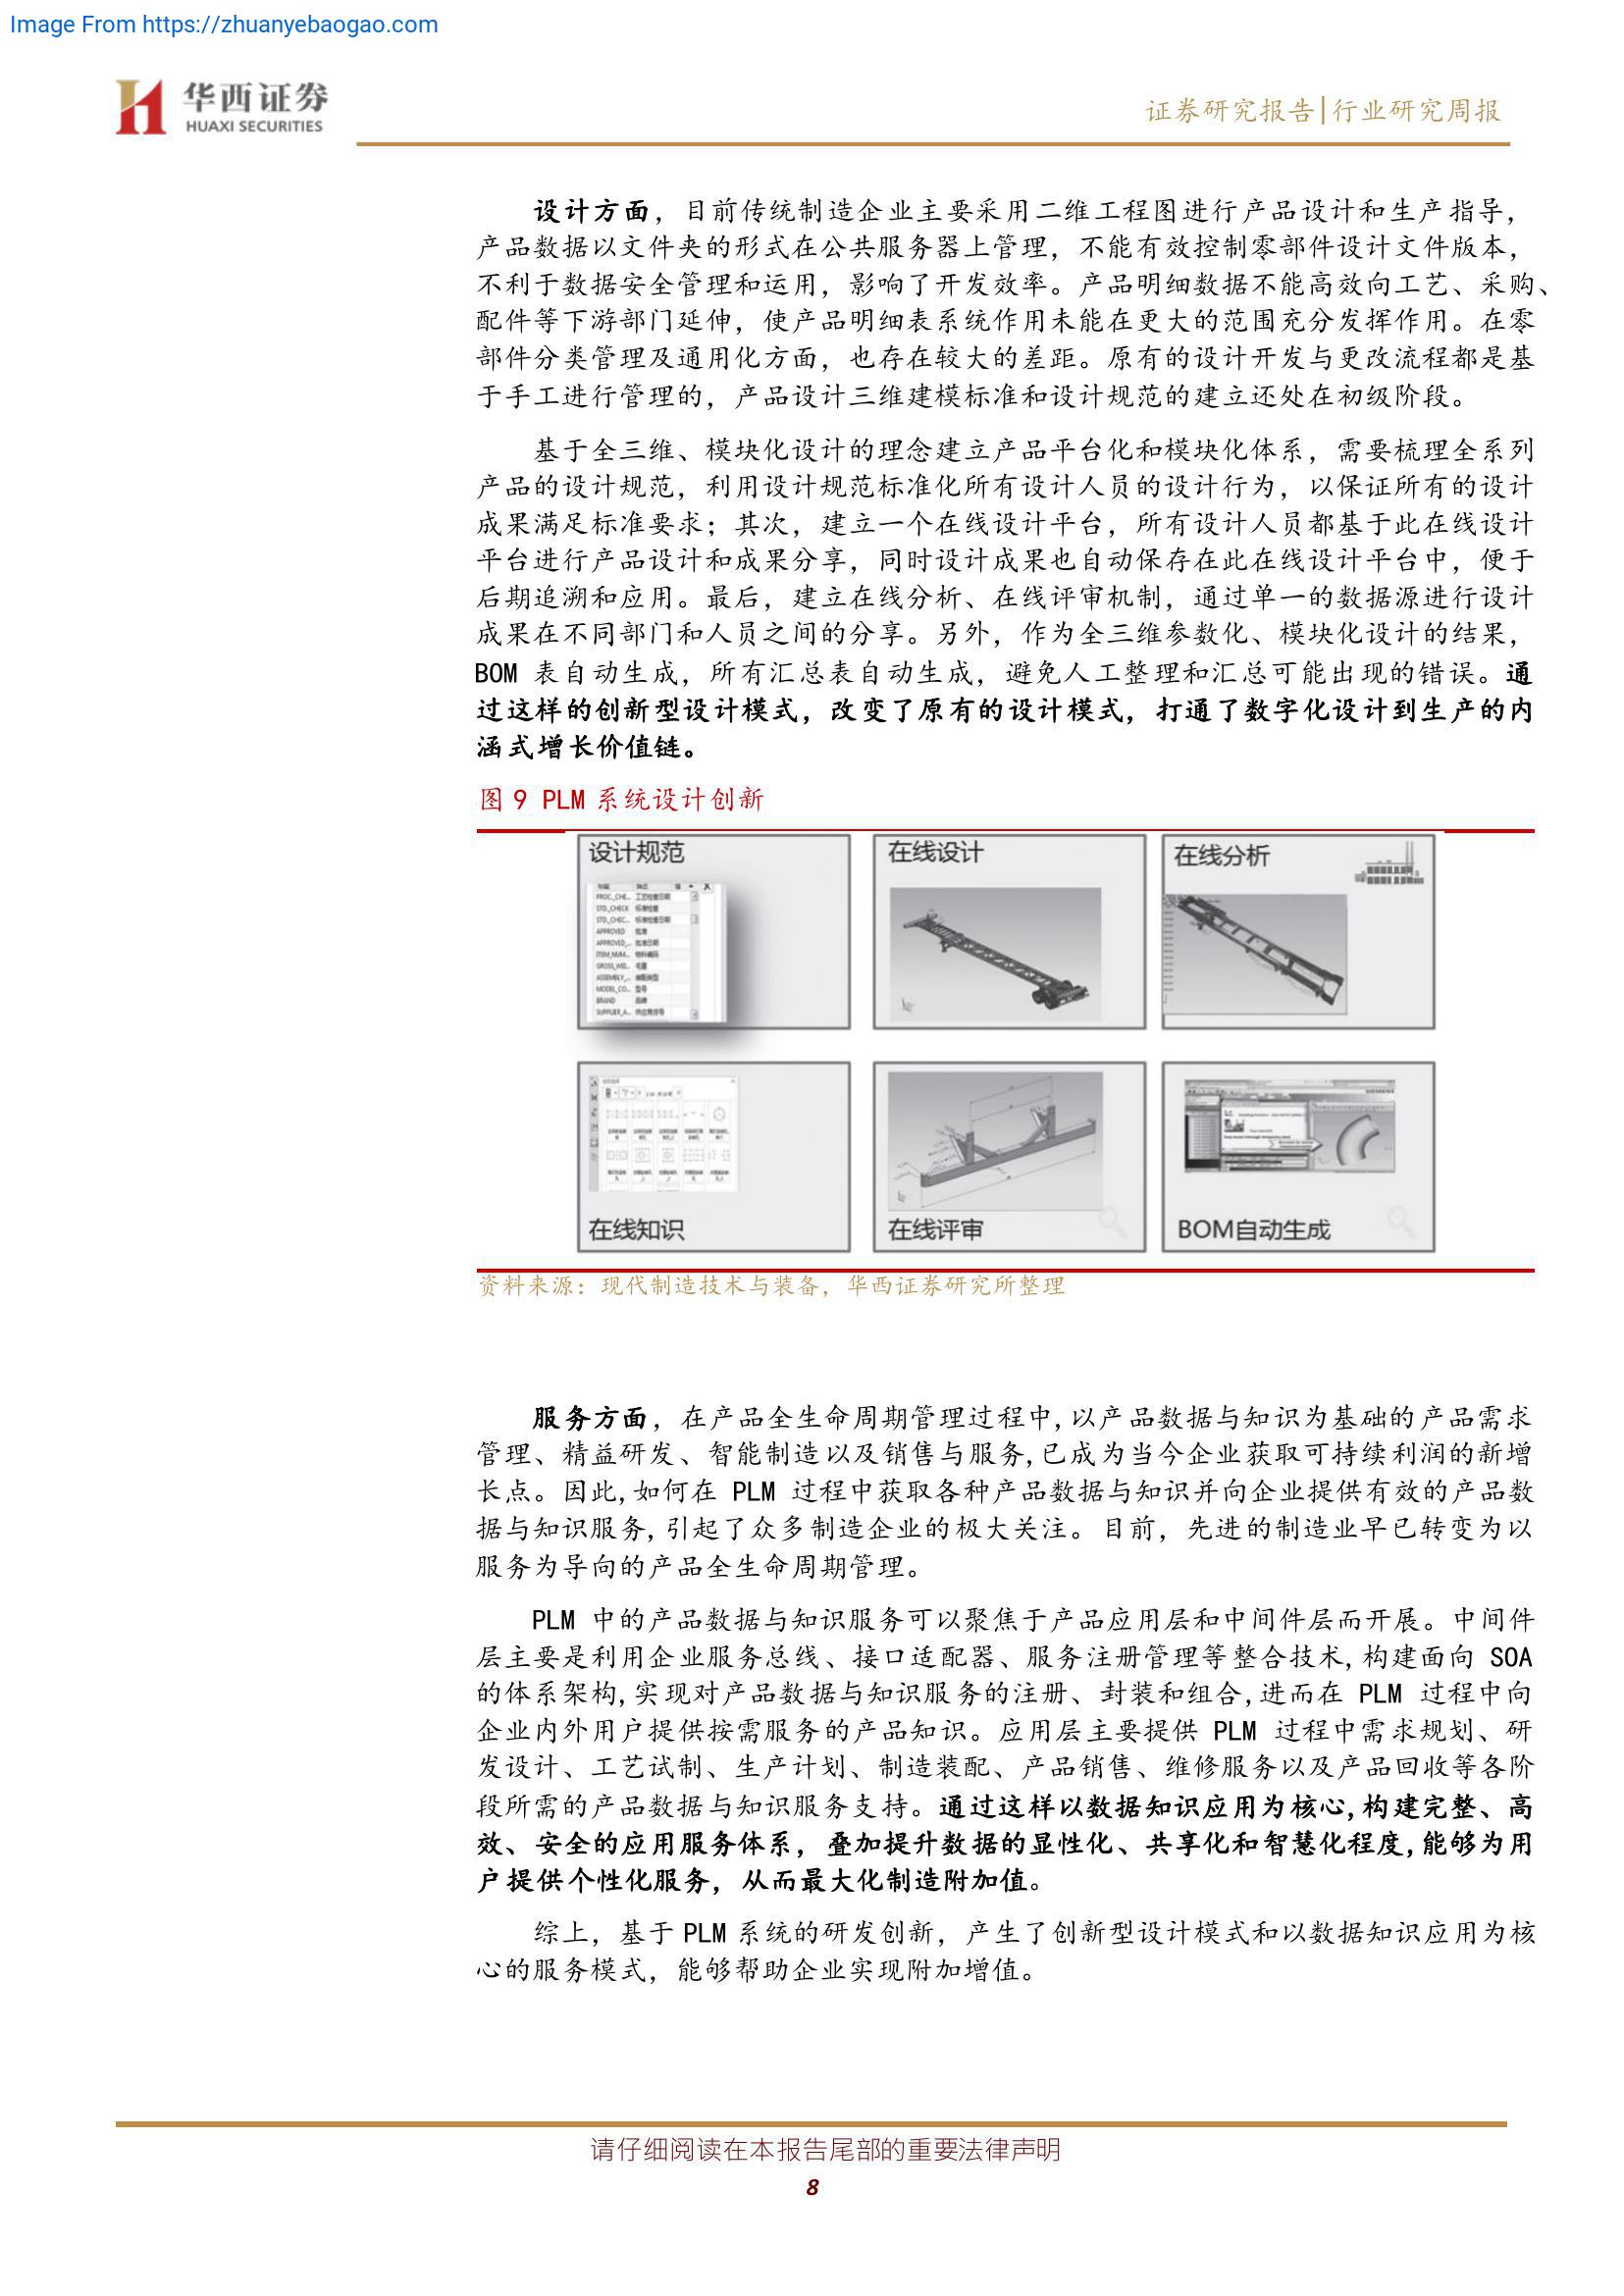 Image From https://zhuanyebaogao.com
华西证券
HUAXI SECURITIES
证券研究报告|行业研究周报
设计方面，目前传统制造企业主要采用二维工程图进行产品设计和生产指导，
产品数据以文件夹的形式在公共服务器上管理，不能有效控制零部件设计文件版本，
不利于数据安全管理和运用，影响了开发效率。产品明细数据不能高效向工艺、采购、
配件等下游部门延伸，使产品明细表系统作用未能在更大的范围充分发挥作用。在零
部件分类管理及通用化方面，也存在较大的差距。原有的设计开发与更改流程都是基
于手工进行管理的，产品设计三维建模标准和设计规范的建立还处在初级阶段。
基于全三维、模块化设计的理念建立产品平台化和模块化体系，需要梳理全系列
产品的设计规范，利用设计规范标准化所有设计人员的设计行为，以保证所有的设计
成果满足标准要求；其次，建立一个在线设计平台，所有设计人员都基于此在线设计
平台进行产品设计和成果分享，同时设计成果也自动保存在此在线设计平台中，便于
后期追溯和应用。最后，建立在线分析、在线评审机制，通过单一的数据源进行设计
成果在不同部门和人员之间的分享。另外，作为全三维参数化、模块化设计的结果，
BOM 表自动生成，所有汇总表自动生成，避免人工整理和汇总可能出现的错误。通
过这样的创新型设计模式，改变了原有的设计模式，打通了数字化设计到生产的内
涵式增长价值链。
图 9 PLM 系统设计创新
设计规范
在线设计
在线分析
PROC_CHE... 工艺检查日期
STD_CHECK 标准检查
STD_CHEC... 标准检查日期
APPROVED 批准
APPROVED_... 批准日期
ITEM_NUM... 物料编码
GROSS_WEI... 毛重
ASSEMBLY_... 装配类型
MODEL_CO... 型号
BRAND 品牌
SUPPLIER_A... 供应商货号
SIEMENS
在线知识
在线评审
BOM自动生成
资料来源：现代制造技术与装备，华西证券研究所整理
服务方面，在产品全生命周期管理过程中,以产品数据与知识为基础的产品需求
管理、精益研发、智能制造以及销售与服务,已成为当今企业获取可持续利润的新增
长点。因此,如何在 PLM 过程中获取各种产品数据与知识并向企业提供有效的产品数
据与知识服务,引起了众多制造企业的极大关注。目前，先进的制造业早已转变为以
服务为导向的产品全生命周期管理。
PLM 中的产品数据与知识服务可以聚焦于产品应用层和中间件层而开展。中间件
层主要是利用企业服务总线、接口适配器、服务注册管理等整合技术,构建面向 SOA
的体系架构,实现对产品数据与知识服务的注册、封装和组合,进而在 PLM 过程中向
企业内外用户提供按需服务的产品知识。应用层主要提供 PLM 过程中需求规划、研
发设计、工艺试制、生产计划、制造装配、产品销售、维修服务以及产品回收等各阶
段所需的产品数据与知识服务支持。通过这样以数据知识应用为核心,构建完整、高
效、安全的应用服务体系，叠加提升数据的显性化、共享化和智慧化程度,能够为用
户提供个性化服务，从而最大化制造附加值。
综上，基于 PLM 系统的研发创新，产生了创新型设计模式和以数据知识应用为核
心的服务模式，能够帮助企业实现附加增值。
请仔细阅读在本报告尾部的重要法律声明
8